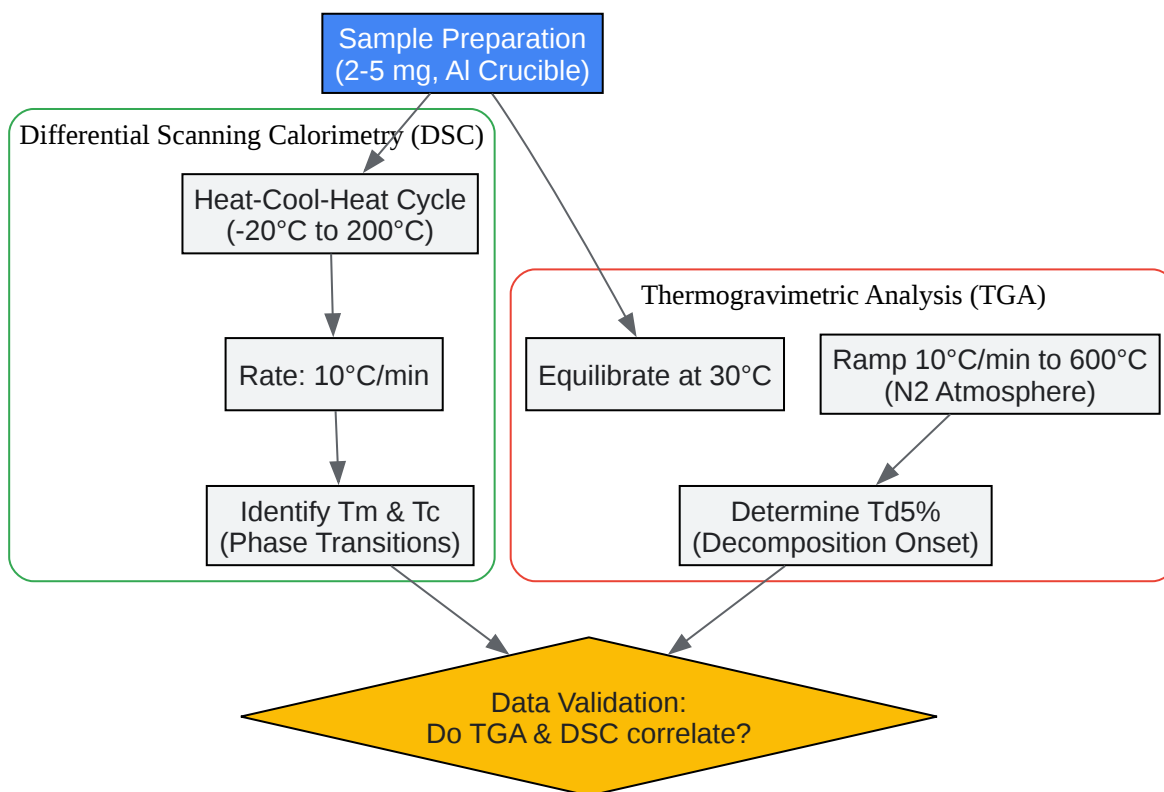 Sample Preparation
(2-5 mg, Al Crucible)
Differential Scanning Calorimetry (DSC)
Heat-Cool-Heat Cycle
(-20°C to 200°C)
Rate: 10°C/min
Identify Tm & Tc
(Phase Transitions)
Thermogravimetric Analysis (TGA)
Equilibrate at 30°C
Ramp 10°C/min to 600°C
(N2 Atmosphere)
Determine Td5%
(Decomposition Onset)
Data Validation:
Do TGA & DSC correlate?